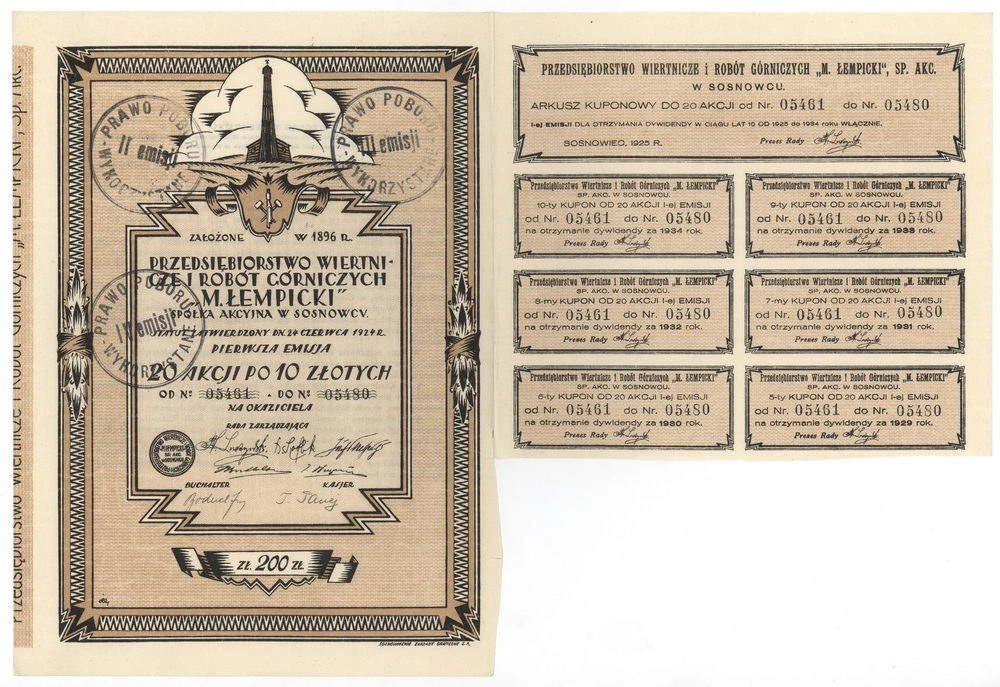 Przedsiębiorstwo Wiertnicze i Robót Górniczych „M. ŁEMPICKI", Sp. Akc.
PRAWO POBORU
II emisji
WYKORZYSTANE
PRAWO POBORU
III emisji
WYKORZYSTANE
ZAŁOŻONE W 1896 R.
PRZEDSIĘBIORSTWO WIERTNI-
CZE I ROBÓT GÓRNICZYCH
„M. ŁEMPICKI”
SPÓŁKA AKCYJNA W SOSNOWCU.
STATUT ZATWIERDZONY DN. 24 CZERWCA 1924 R.
PRAWO POBORU
IV emisji
WYKORZYSTANE
PIERWSZA EMISJA
20 AKCJI PO 10 ZŁOTYCH
OD Nº 05461 - DO Nº 05480
NA OKAZICIELA
RADA ZARZĄDZAJĄCA
BUCHALTER KASJER
ZŁ. 200 ZŁ.
SOSNOWIECKIE ZAKŁADY GRAFICZNE S.A.
PRZEDSIĘBIORSTWO WIERTNICZE i ROBÓT GÓRNICZYCH „M. ŁEMPICKI“, SP. AKC.
W SOSNOWCU.
ARKUSZ KUPONOWY DO 20 AKCJI od Nr. 05461 do Nr. 05480
I-ej EMISJI DLA OTRZYMANIA DYWIDENDY W CIĄGU LAT 10 OD 1925 do 1934 roku WŁĄCZNIE.
SOSNOWIEC, 1925 R. Prezes Rady
Przedsiębiorstwo Wiertnicze i Robót Górniczych „M. ŁEMPICKI”
SP. AKC. W SOSNOWCU.
10-ty KUPON OD 20 AKCJI I-ej EMISJI
od Nr. 05461 do Nr. 05480
na otrzymanie dywidendy za 1934 rok.
Prezes Rady
Przedsiębiorstwo Wiertnicze i Robót Górniczych „M. ŁEMPICKI”
SP. AKC. W SOSNOWCU.
9-ty KUPON OD 20 AKCJI I-ej EMISJI
od Nr. 05461 do Nr. 05480
na otrzymanie dywidendy za 1933 rok.
Prezes Rady
Przedsiębiorstwo Wiertnicze i Robót Górniczych „M. ŁEMPICKI”
SP. AKC. W SOSNOWCU.
8-my KUPON OD 20 AKCJI I-ej EMISJI
od Nr. 05461 do Nr. 05480
na otrzymanie dywidendy za 1932 rok.
Prezes Rady
Przedsiębiorstwo Wiertnicze i Robót Górniczych „M. ŁEMPICKI”
SP. AKC. W SOSNOWCU.
7-my KUPON OD 20 AKCJI I-ej EMISJI
od Nr. 05461 do Nr. 05480
na otrzymanie dywidendy za 1931 rok.
Prezes Rady
Przedsiębiorstwo Wiertnicze i Robót Górniczych „M. ŁEMPICKI”
SP. AKC. W SOSNOWCU.
6-ty KUPON OD 20 AKCJI I-ej EMISJI
od Nr. 05461 do Nr. 05480
na otrzymanie dywidendy za 1930 rok.
Prezes Rady
Przedsiębiorstwo Wiertnicze i Robót Górniczych „M. ŁEMPICKI”
SP. AKC. W SOSNOWCU.
5-ty KUPON OD 20 AKCJI I-ej EMISJI
od Nr. 05461 do Nr. 05480
na otrzymanie dywidendy za 1929 rok.
Prezes Rady